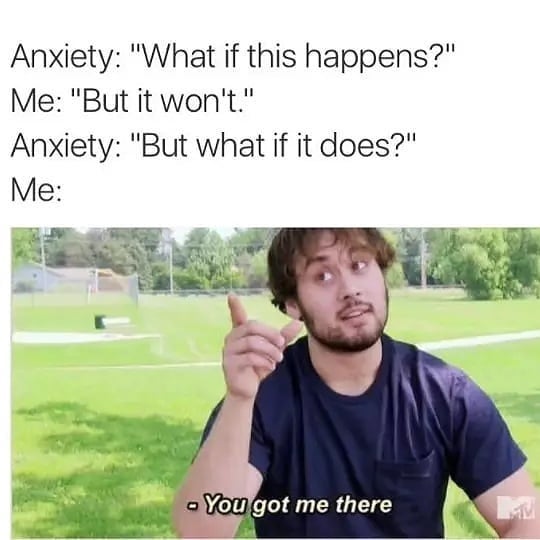 Anxiety: "What if this happens?"
Me: "But it won't."
Anxiety: "But what if it does?"
Me:
- You got me there
MTV